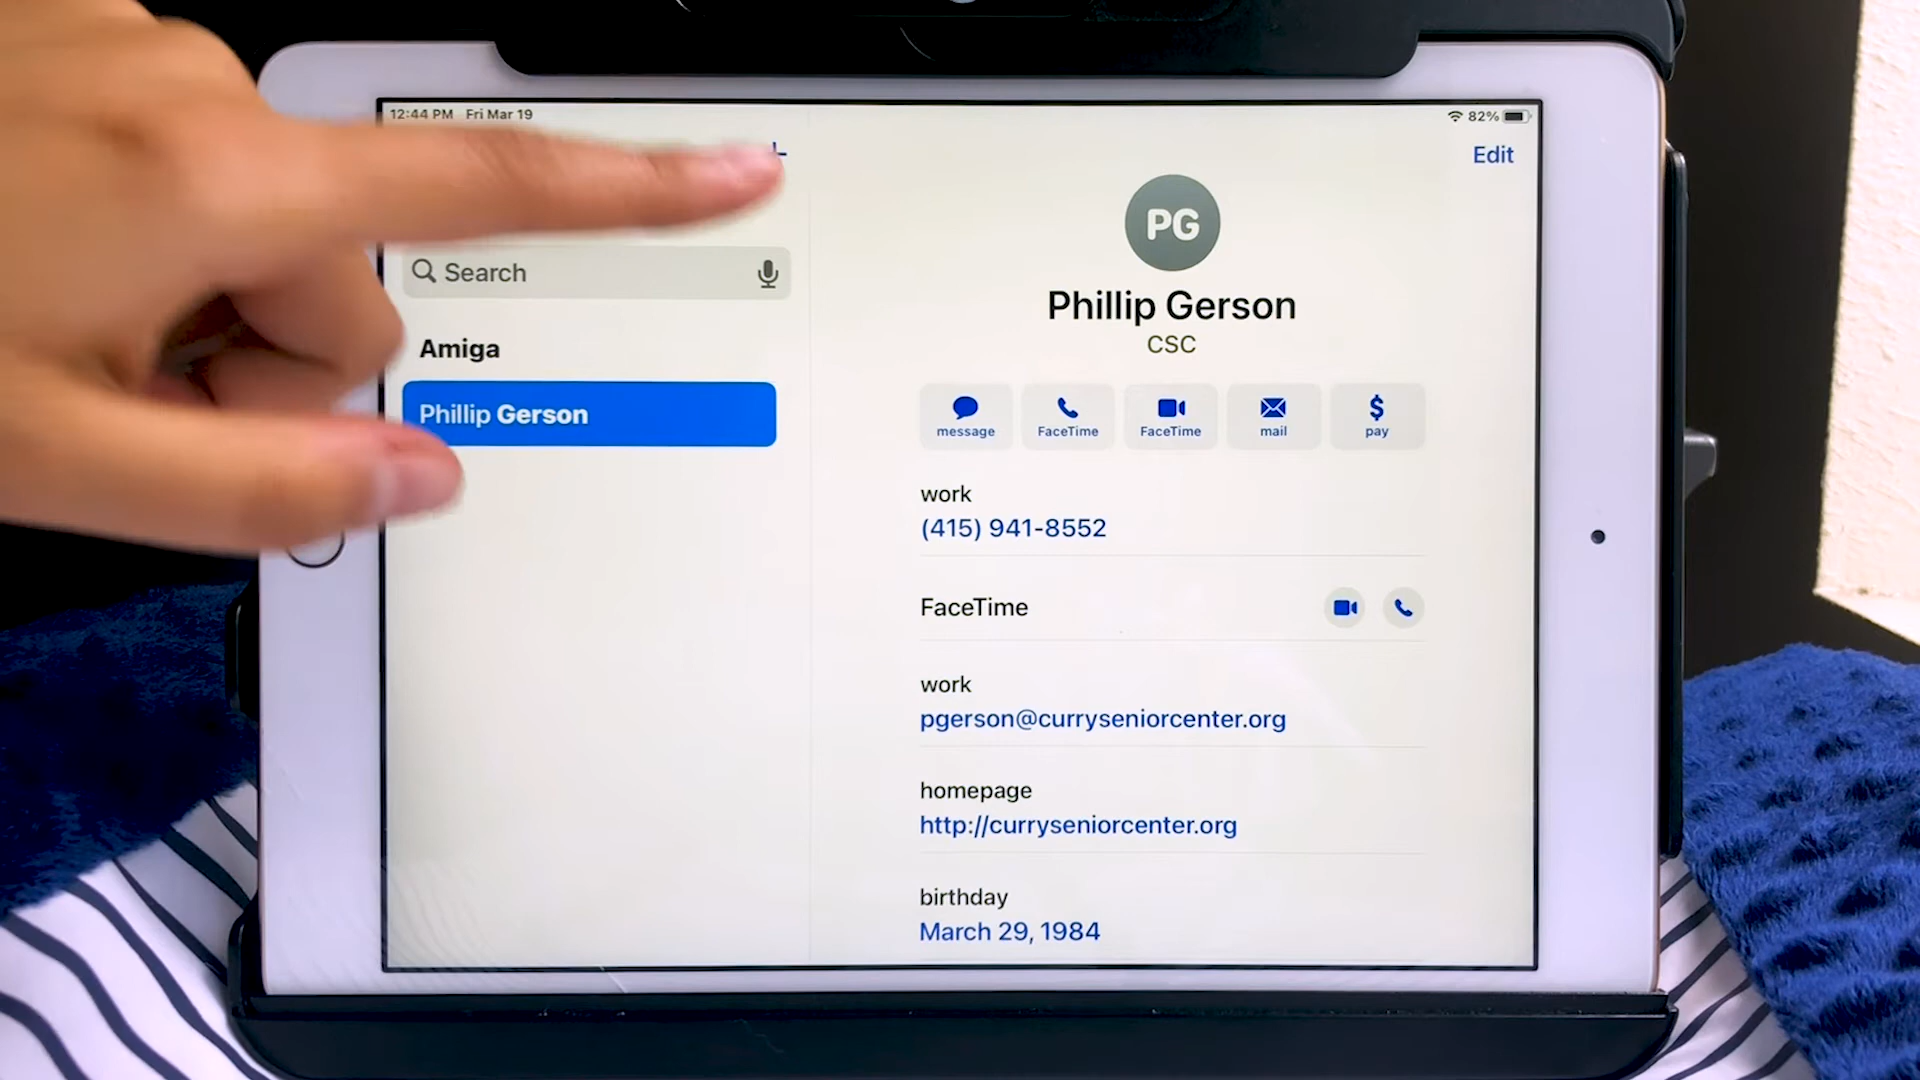 12:44 PM Fri Mar 19
82%
+
Edit
Search
Amiga
Phillip Gerson
PG
Phillip Gerson
CSC
message
FaceTime
FaceTime
mail
$
pay
work
(415) 941-8552
FaceTime
work
pgerson@curryseniorcenter.org
homepage
http://curryseniorcenter.org
birthday
March 29, 1984